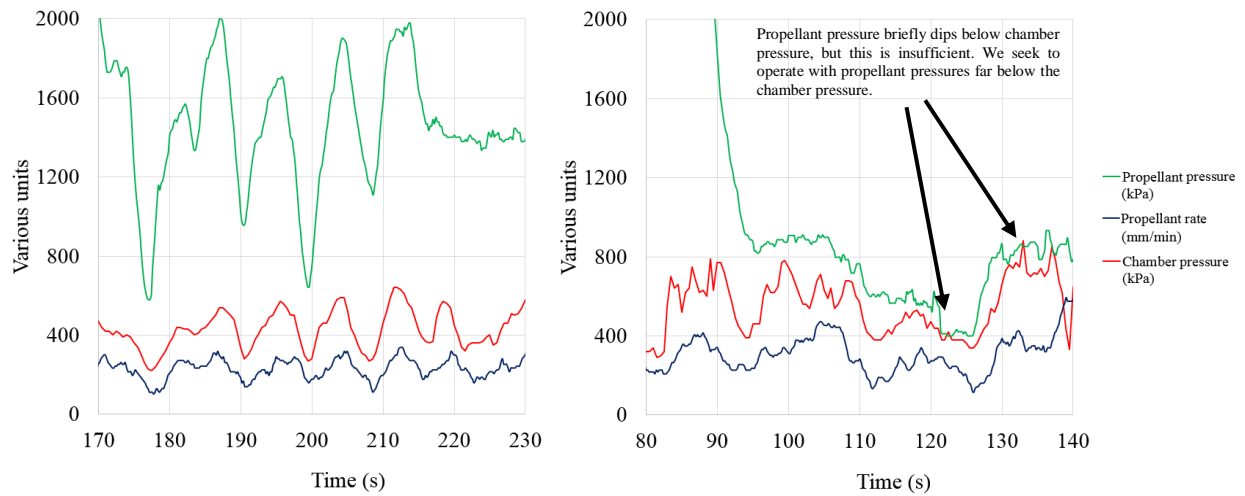 2000
1600
1200
800
400
0
Various units
170 180 190 200 210 220 230
Time (s)
2000
1600
1200
800
400
0
Various units
80 90 100 110 120 130 140
Time (s)
Propellant pressure briefly dips below chamber
pressure, but this is insufficient. We seek to
operate with propellant pressures far below the
chamber pressure.
Propellant pressure
(kPa)
Propellant rate
(mm/min)
Chamber pressure
(kPa)